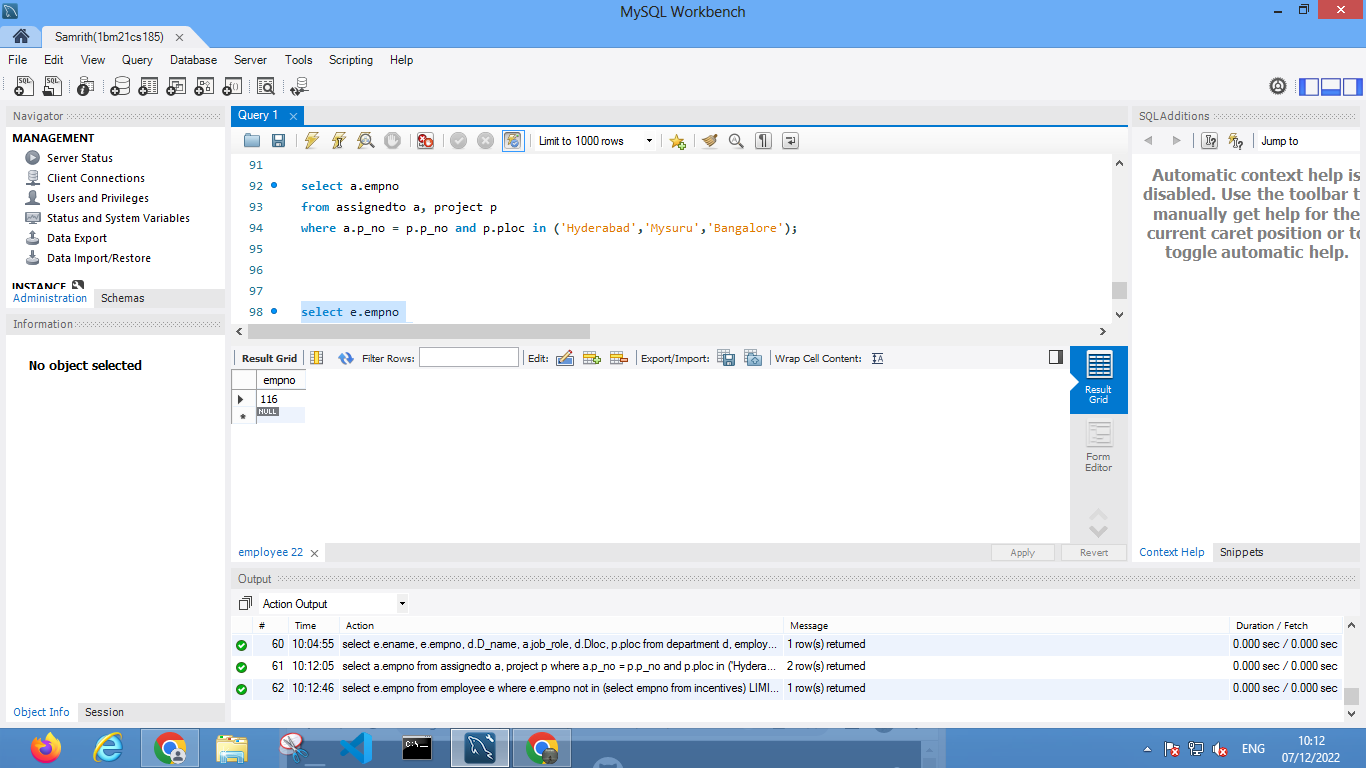 MySQL Workbench
Samrith(1bm21cs185)
File Edit View Query Database Server Tools Scripting Help
Navigator
MANAGEMENT
Server Status
Client Connections
Users and Privileges
Status and System Variables
Data Export
Data Import/Restore
INSTANCE
Administration Schemas
Information
No object selected
Object Info Session
Query 1
Limit to 1000 rows
91
92 select a.empno
93 from assignedto a, project p
94 where a.p_no = p.p_no and p.ploc in ('Hyderabad','Mysuru','Bangalore');
95
96
97
98 select e.empno
Result Grid Filter Rows: Edit: Export/Import: Wrap Cell Content: IA
empno
116
NULL
Result
Grid
Form
Editor
employee 22
Apply Revert
SQLAdditions
Jump to
Automatic context help is
disabled. Use the toolbar t
manually get help for the
current caret position or to
toggle automatic help.
Context Help Snippets
Output
Action Output
# Time Action Message Duration / Fetch
60 10:04:55 select e.ename, e.empno, d.D_name, a.job_role, d.Dloc, p.ploc from department d, employ... 1 row(s) returned 0.000 sec / 0.000 sec
61 10:12:05 select a.empno from assignedto a, project p where a.p_no = p.p_no and p.ploc in ('Hydera... 2 row(s) returned 0.000 sec / 0.000 sec
62 10:12:46 select e.empno from employee e where e.empno not in (select empno from incentives) LIMI... 1 row(s) returned 0.000 sec / 0.000 sec
ENG
10:12
07/12/2022